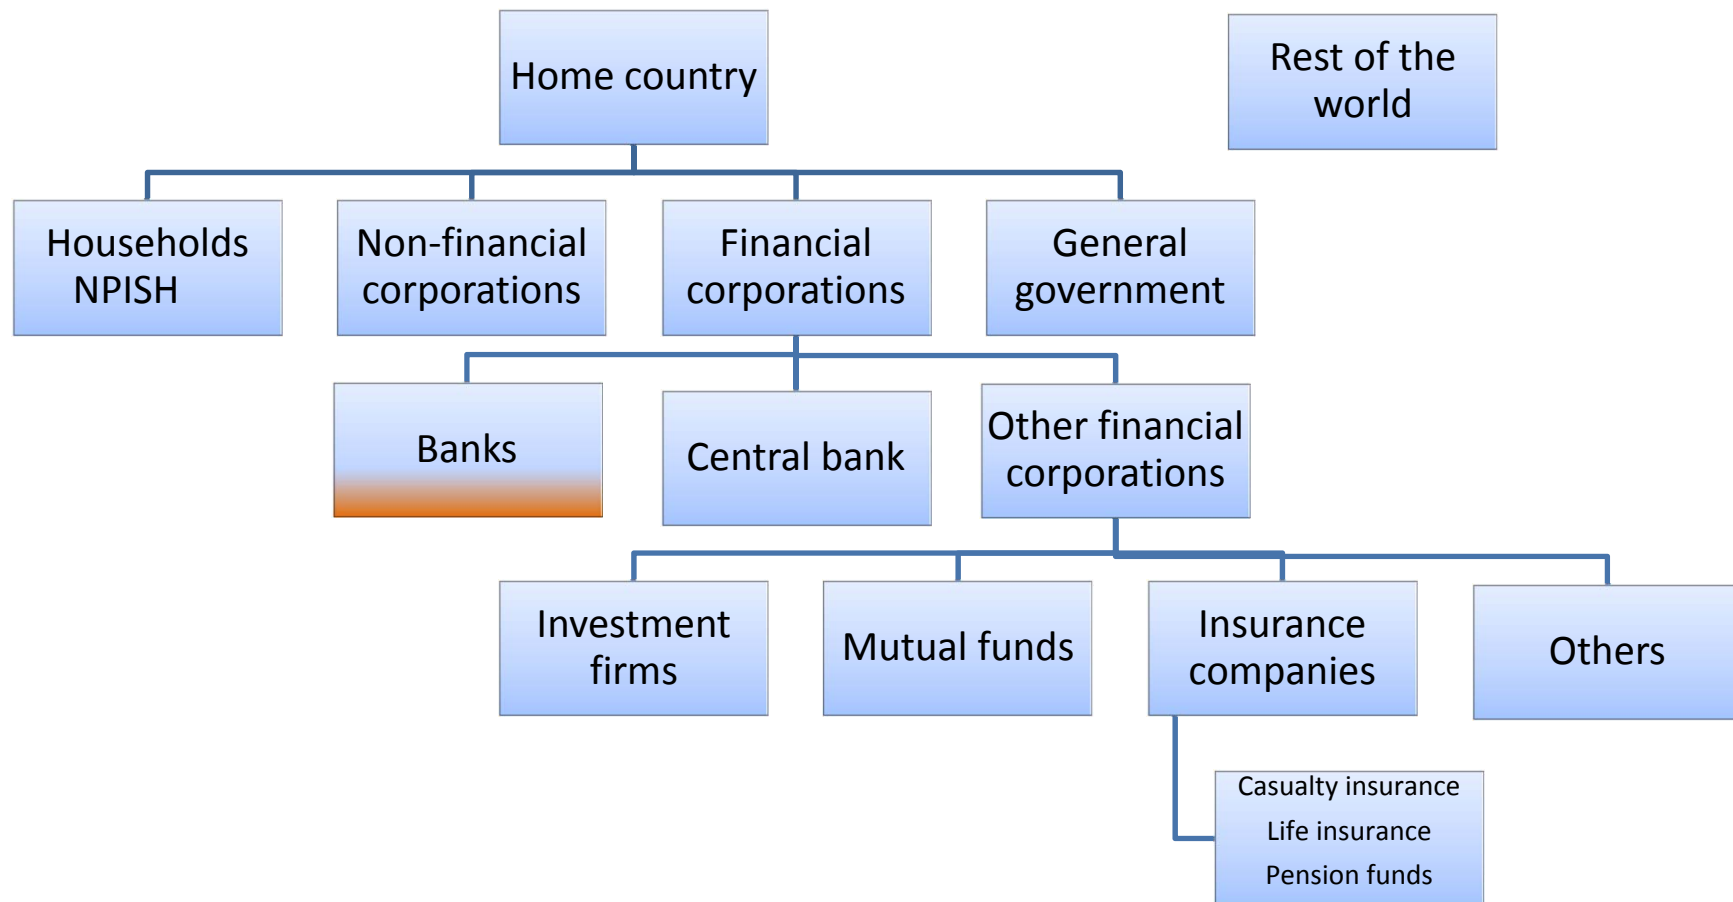 Home country
Rest of the
world
Households
NPISH
Non-financial
corporations
Financial
corporations
General
government
Banks
Central bank
Other financial
corporations
Investment
firms
Mutual funds
Insurance
companies
Others
Casualty insurance
Life insurance
Pension funds